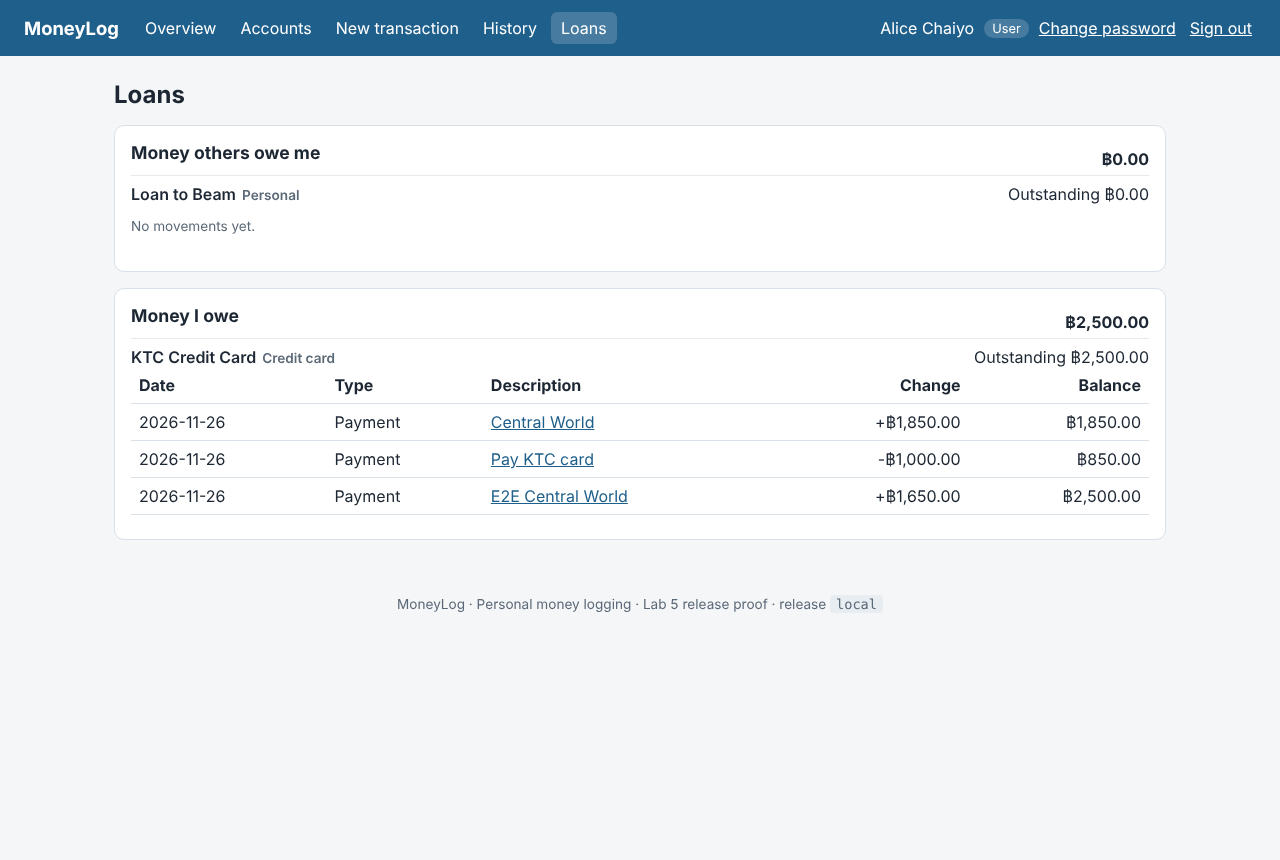 MoneyLog Overview Accounts New transaction History Loans Alice Chaiyo User Change password Sign out
Loans
Money others owe me ฿0.00
Loan to Beam Personal Outstanding ฿0.00
No movements yet.
Money I owe ฿2,500.00
KTC Credit Card Credit card Outstanding ฿2,500.00
Date Type Description Change Balance
2026-11-26 Payment Central World +฿1,850.00 ฿1,850.00
2026-11-26 Payment Pay KTC card -฿1,000.00 ฿850.00
2026-11-26 Payment E2E Central World +฿1,650.00 ฿2,500.00
MoneyLog · Personal money logging · Lab 5 release proof · release local